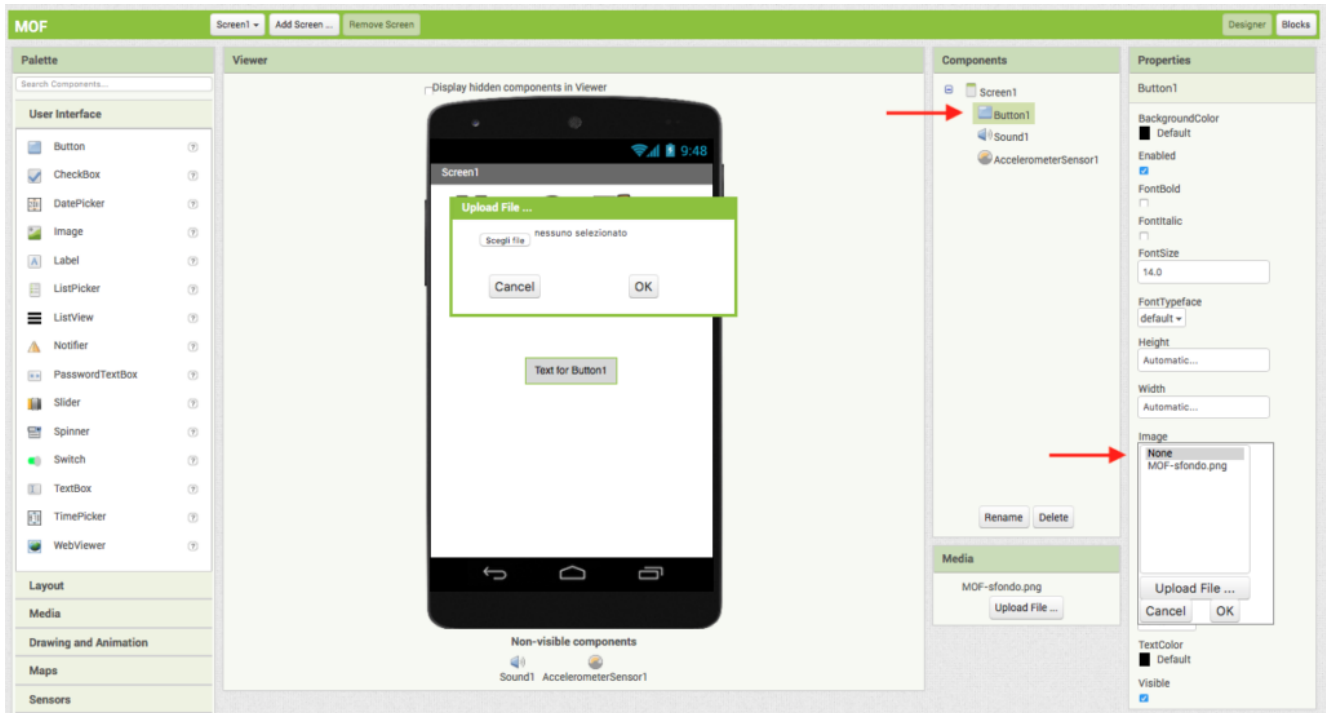 MOF
Screen1
Add Screen ...
Remove Screen
Designer
Blocks
Palette
Search Components...
User Interface
Button
CheckBox
DatePicker
Image
Label
ListPicker
ListView
Notifier
PasswordTextBox
Slider
Spinner
Switch
TextBox
TimePicker
WebViewer
Layout
Media
Drawing and Animation
Maps
Sensors
Viewer
Display hidden components in Viewer
9:48
Screen1
Upload File ...
Scegli file nessuno selezionato
Cancel
OK
Text for Button1
Non-visible components
Sound1
AccelerometerSensor1
Components
Screen1
Button1
Sound1
AccelerometerSensor1
Rename
Delete
Media
MOF-sfondo.png
Upload File ...
Properties
Button1
BackgroundColor
Default
Enabled
FontBold
FontItalic
FontSize
14.0
FontTypeface
default
Height
Automatic...
Width
Automatic...
Image
None
MOF-sfondo.png
Upload File ...
Cancel
OK
TextColor
Default
Visible